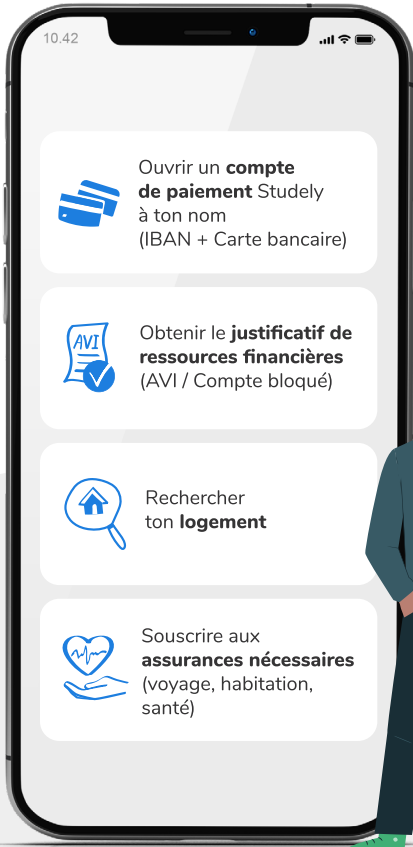 10.42
Ouvrir un compte
de paiement Studely
à ton nom
(IBAN + Carte bancaire)
AVI
Obtenir le justificatif de
ressources financières
(AVI / Compte bloqué)
Rechercher
ton logement
Souscrire aux
assurances nécessaires
(voyage, habitation,
santé)